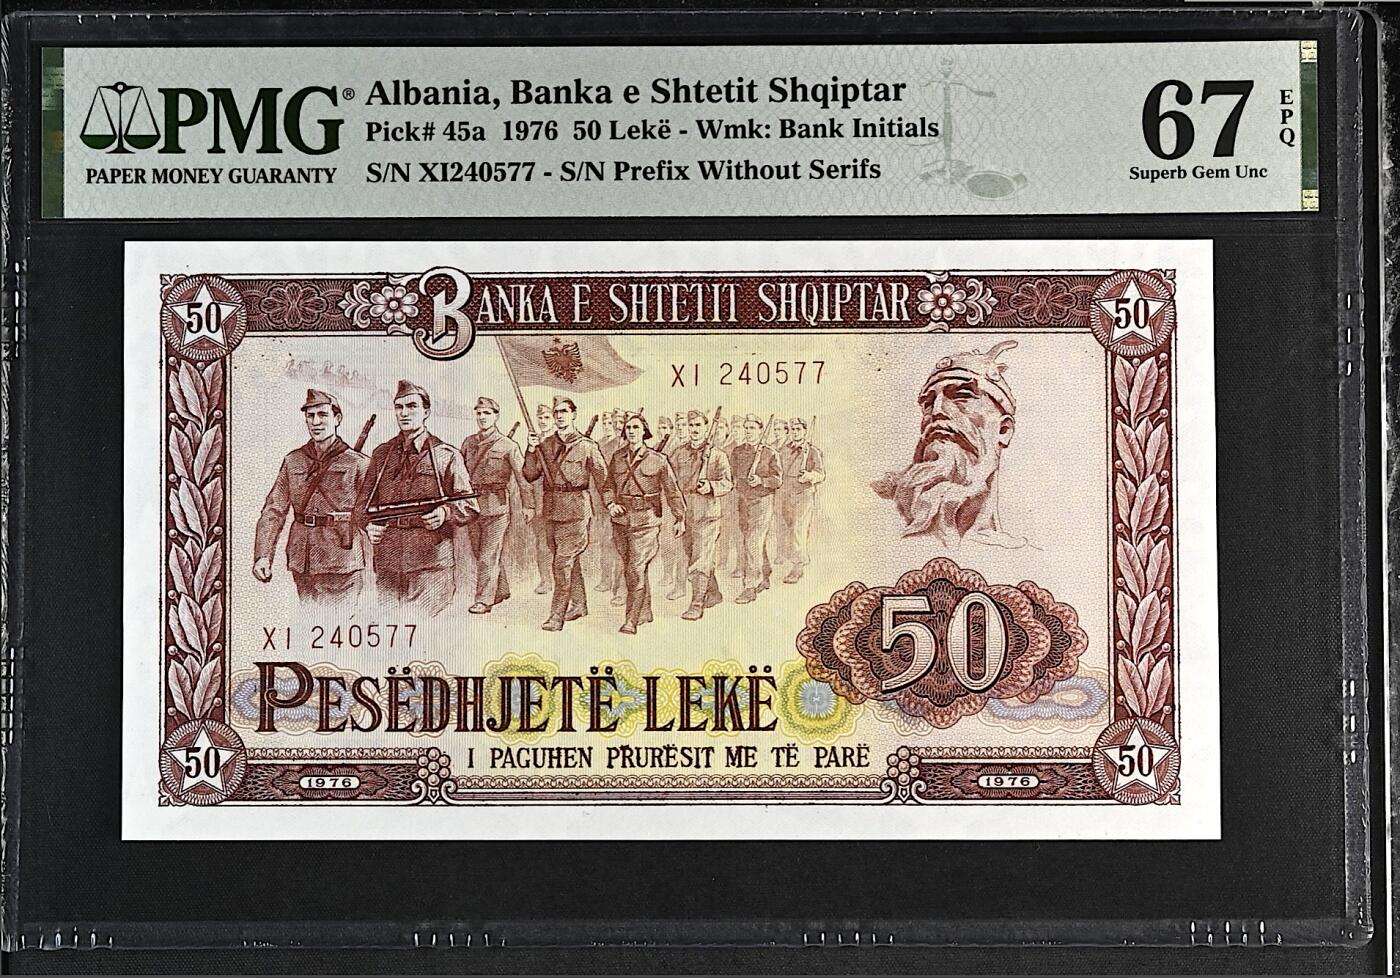 PMG®
PAPER MONEY GUARANTY
Albania, Banka e Shtetit Shqiptar
Pick# 45a 1976 50 Lekë - Wmk: Bank Initials
S/N XI240577 - S/N Prefix Without Serifs
67 EPQ
Superb Gem Unc
50 BANKA E SHTETIT SHQIPTAR 50
XI 240577
XI 240577
50
PESËDHJETË LEKË
I PAGUHEN PRURËSIT ME TË PARË
50 50
1976 1976